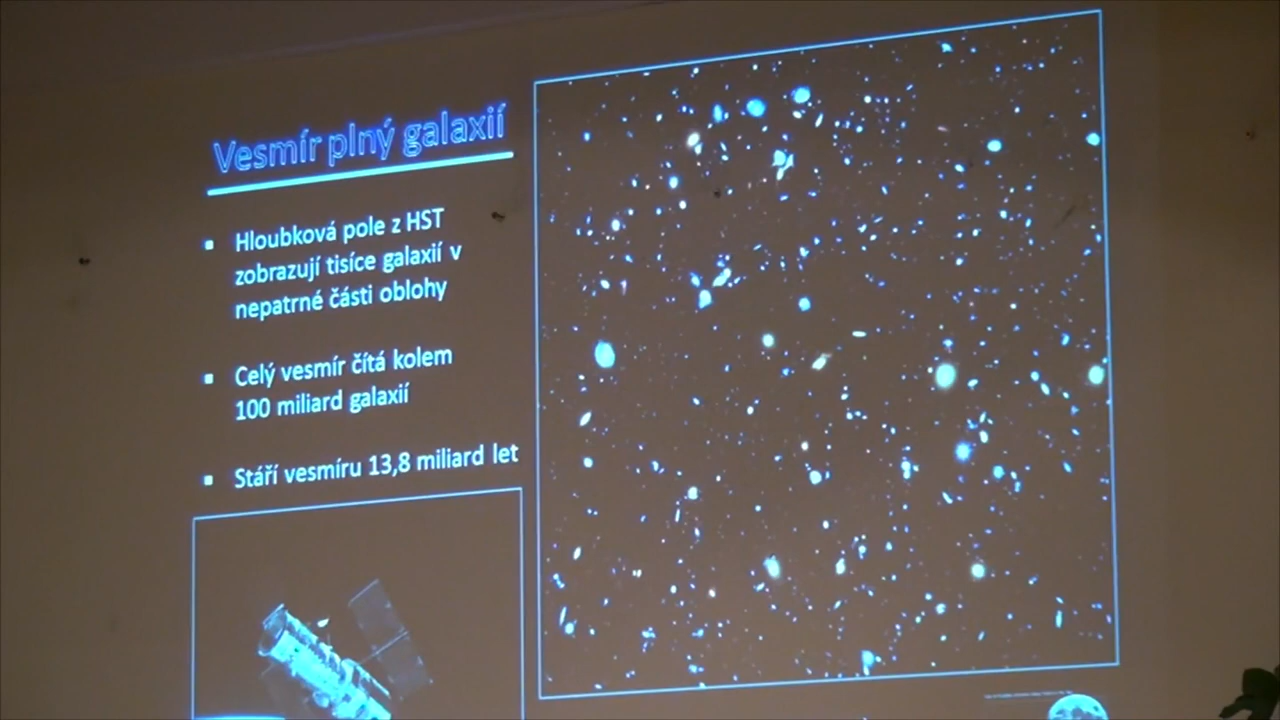 Vesmír plný galaxií
▪ Hloubková pole z HST
zobrazují tisíce galaxií v
nepatrné části oblohy
▪ Celý vesmír čítá kolem
100 miliard galaxií
▪ Stáří vesmíru 13,8 miliard let